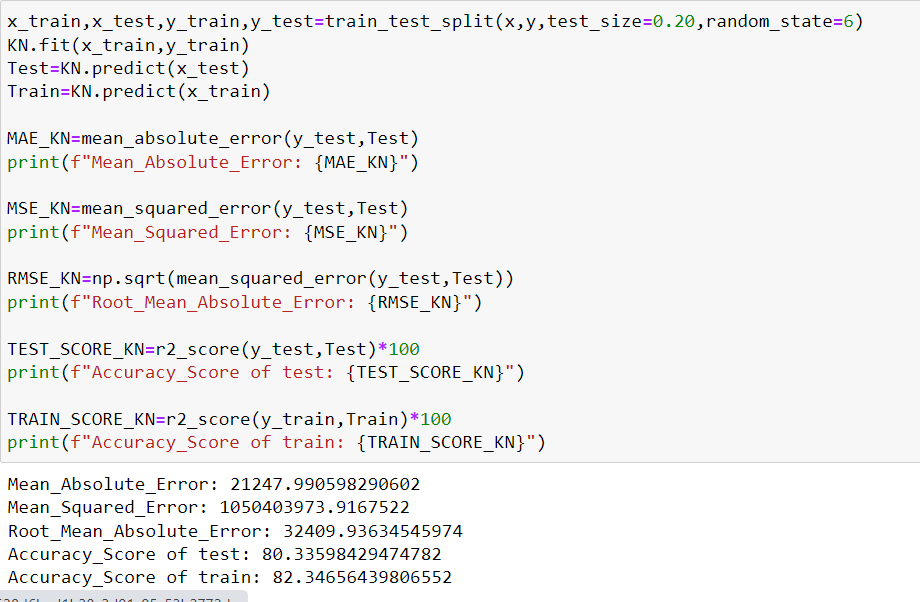 x_train,x_test,y_train,y_test=train_test_split(x,y,test_size=0.20,random_state=6)
KN.fit(x_train,y_train)
Test=KN.predict(x_test)
Train=KN.predict(x_train)
MAE_KN=mean_absolute_error(y_test,Test)
print(f"Mean_Absolute_Error: {MAE_KN}")
MSE_KN=mean_squared_error(y_test,Test)
print(f"Mean_Squared_Error: {MSE_KN}")
RMSE_KN=np.sqrt(mean_squared_error(y_test,Test))
print(f"Root_Mean_Absolute_Error: {RMSE_KN}")
TEST_SCORE_KN=r2_score(y_test,Test)*100
print(f"Accuracy_Score of test: {TEST_SCORE_KN}")
TRAIN_SCORE_KN=r2_score(y_train,Train)*100
print(f"Accuracy_Score of train: {TRAIN_SCORE_KN}")
Mean_Absolute_Error: 21247.990598290602
Mean_Squared_Error: 1050403973.9167522
Root_Mean_Absolute_Error: 32409.93634545974
Accuracy_Score of test: 80.33598429474782
Accuracy_Score of train: 82.34656439806552